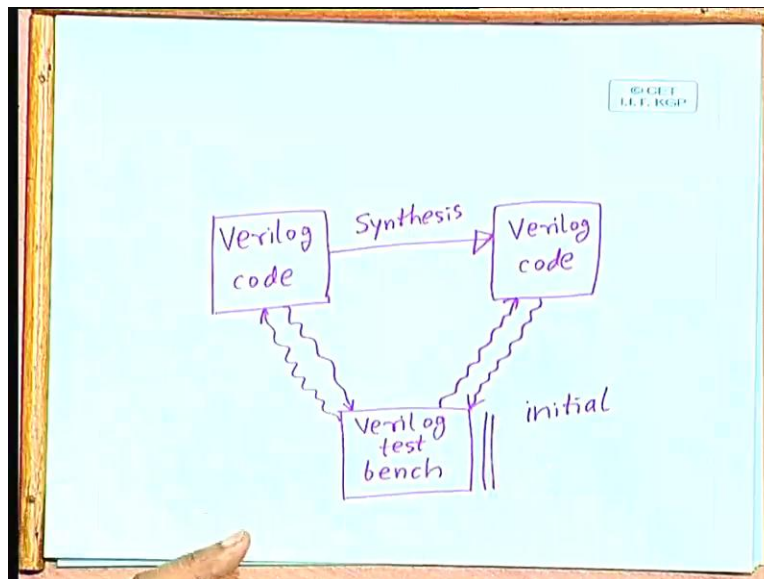 © CET
I.I.T. KGP
Synthesis
Verilog
code
Verilog
code
Verilog
test
bench
initial